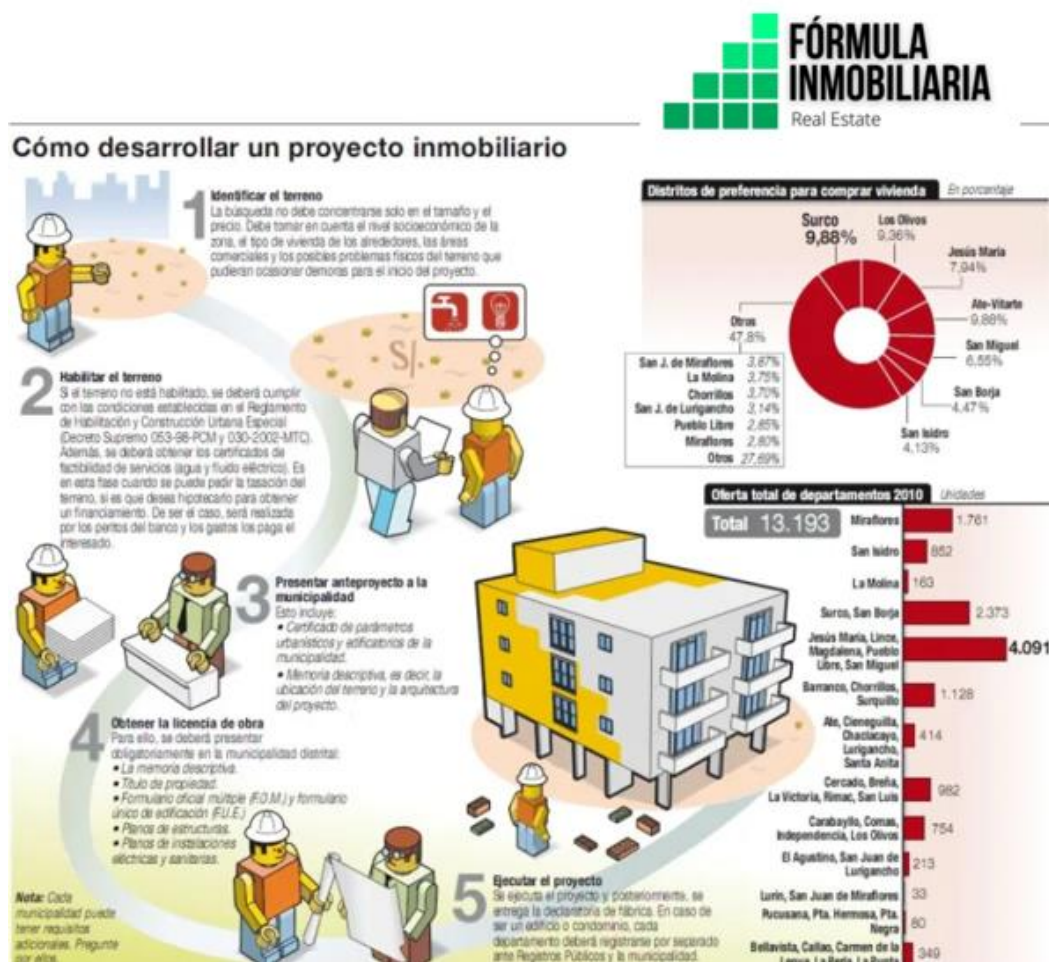 FÓRMULA
INMOBILIARIA
Real Estate
Cómo desarrollar un proyecto inmobiliario
1
Identificar el terreno
La búsqueda no debe concentrarse solo en el tamaño y el
precio. Debe tomar en cuenta el nivel socioeconómico de la
zona, el tipo de vivienda de los alrededores, las áreas
comerciales y los posibles problemas físicos del terreno que
pudieran ocasionar demoras para el inicio del proyecto.
S/.
2
Habilitar el terreno
Si el terreno no está habilitado, se deberá cumplir
con las condiciones establecidas en el Reglamento
de Habilitación y Construcción Urbana Especial
(Decreto Supremo 053-98-PCM y 030-2002-MTC).
Además, se deberá obtener los certificados de
factibilidad de servicios (agua y fluido eléctrico). Es
en esta fase cuando se puede pedir la tasación del
terreno, si es que desea hipotecarlo para obtener
un financiamiento. De ser el caso, será realizada
por los peritos del banco y los gastos los paga el
interesado.
3
Presentar anteproyecto a la
municipalidad
Esto incluye:
• Certificado de parámetros
urbanísticos y edificatorios de la
municipalidad.
• Memoria descriptiva, es decir, la
ubicación del terreno y la arquitectura
del proyecto.
4
Obtener la licencia de obra
Para ello, se deberá presentar
obligatoriamente en la municipalidad distrital:
• La memoria descriptiva.
• Título de propiedad.
• Formulario oficial múltiple (F.O.M.) y formulario
único de edificación (F.U.E.)
• Planos de estructuras.
• Planos de instalaciones
eléctricas y sanitarias.
Nota: Cada
municipalidad puede
tener requisitos
adicionales. Pregunte
por ellos.
5
Ejecutar el proyecto
Se ejecuta el proyecto y posteriormente, se
entrega la declaratoria de fábrica. En caso de
ser un edificio o condominio, cada
departamento deberá registrarse por separado
ante Registros Públicos y la municipalidad.
Distritos de preferencia para comprar vivienda En porcentaje
Surco
9,88%
Los Olivos
9,36%
Jesús María
7,94%
Ate-Vitarte
9,88%
San Miguel
6,55%
San Borja
4,47%
San Isidro
4,13%
Otros
47,8%
San J. de Miraflores 3,87%
La Molina 3,75%
Chorrillos 3,70%
San J. de Lurigancho 3,14%
Pueblo Libre 2,85%
Miraflores 2,80%
Otros 27,69%
Oferta total de departamentos 2010 Unidades
Total 13.193
Miraflores 1.761
San Isidro 852
La Molina 163
Surco, San Borja 2.373
Jesús María, Lince,
Magdalena, Pueblo
Libre, San Miguel
4.091
Barranco, Chorrillos,
Surquillo
1.128
Ate, Cieneguilla,
Chaclacayo,
Lurigancho,
Santa Anita
414
Cercado, Breña,
La Victoria, Rímac, San Luis
982
Carabayllo, Comas,
Independencia, Los Olivos
754
El Agustino, San Juan de
Lurigancho
213
Lurín, San Juan de Miraflores 33
Pucusana, Pta. Hermosa, Pta.
Negra
80
Bellavista, Callao, Carmen de la
Legua, La Perla, La Punta
349